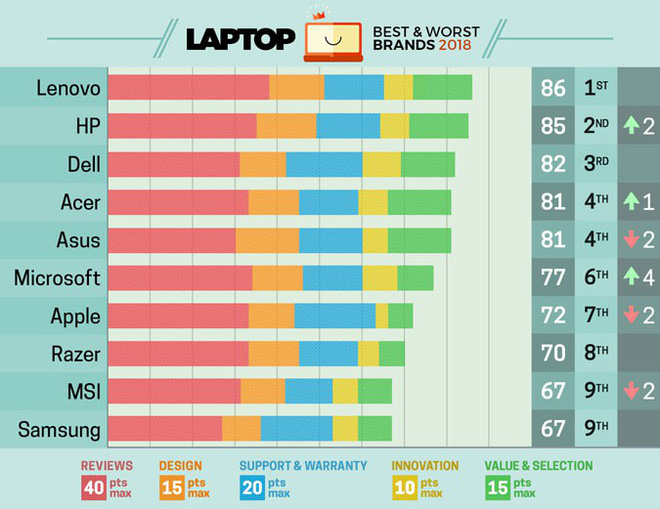 LAPTOP BEST & WORST
BRANDS 2018
Lenovo 86 1ST
HP 85 2ND 2
Dell 82 3RD
Acer 81 4TH 1
Asus 81 4TH 2
Microsoft 77 6TH 4
Apple 72 7TH 2
Razer 70 8TH
MSI 67 9TH 2
Samsung 67 9TH
REVIEWS DESIGN SUPPORT & WARRANTY INNOVATION VALUE & SELECTION
40 pts max 15 pts max 20 pts max 10 pts max 15 pts max